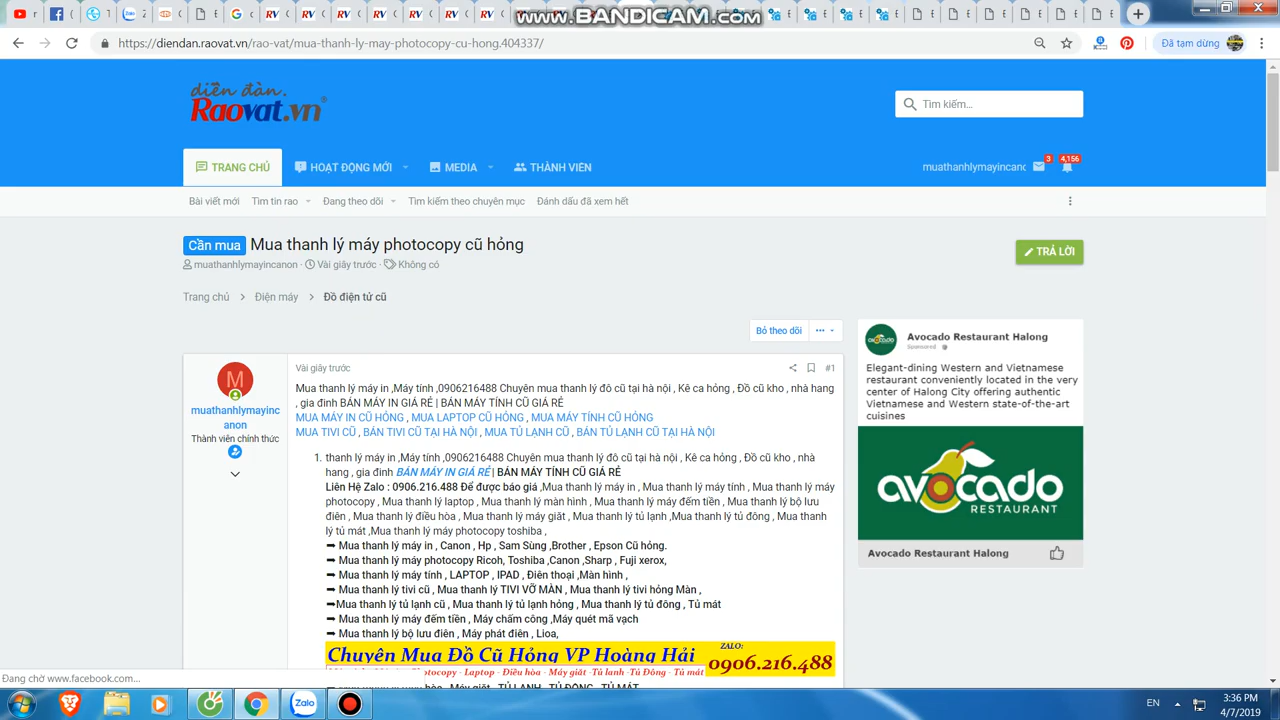 www.BANDICAM.com
https://diendan.raovat.vn/rao-vat/mua-thanh-ly-may-photocopy-cu-hong.404337/
Đã tạm dừng
diễn đàn.
Raovat.vn
Tìm kiếm...
TRANG CHỦ
HOẠT ĐỘNG MỚI
MEDIA
THÀNH VIÊN
muathanhlymayincanc
3
4,156
Bài viết mới
Tìm tin rao
Đang theo dõi
Tìm kiếm theo chuyên mục
Đánh dấu đã xem hết
Cần mua Mua thanh lý máy photocopy cũ hỏng
TRẢ LỜI
muathanhlymayincanon · Vài giây trước · Không có
Trang chủ > Điện máy > Đồ điện tử cũ
Bỏ theo dõi
Vài giây trước
#1
M
muathanhlymayinc
anon
Thành viên chính thức
Mua thanh lý máy in ,Máy tính ,0906216488 Chuyên mua thanh lý đồ cũ tại hà nội , Kê ca hỏng , Đồ cũ kho , nhà hang
, gia đinh BÁN MÁY IN GIÁ RẺ | BÁN MÁY TÍNH CŨ GIÁ RẺ
MUA MÁY IN CŨ HỎNG , MUA LAPTOP CŨ HỎNG , MUA MÁY TÍNH CŨ HỎNG
MUA TIVI CŨ , BÁN TIVI CŨ TẠI HÀ NỘI , MUA TỦ LẠNH CŨ , BÁN TỦ LẠNH CŨ TẠI HÀ NỘI
1. thanh lý máy in ,Máy tính ,0906216488 Chuyên mua thanh lý đồ cũ tại hà nội , Kê ca hỏng , Đồ cũ kho , nhà
hang , gia đinh BÁN MÁY IN GIÁ RẺ | BÁN MÁY TÍNH CŨ GIÁ RẺ
Liên Hệ Zalo : 0906.216.488 Để được báo giá ,Mua thanh lý máy in , Mua thanh lý máy tính , Mua thanh lý máy
photocopy , Mua thanh lý laptop , Mua thanh lý màn hình , Mua thanh lý máy đếm tiền , Mua thanh lý bộ lưu
điên , Mua thanh lý điều hòa , Mua thanh lý máy giặt , Mua thanh lý tủ lạnh ,Mua thanh lý tủ đông , Mua thanh
lý tủ mát ,Mua thanh lý máy photocopy toshiba ,
➡ Mua thanh lý máy in , Canon , Hp , Sam Sùng ,Brother , Epson Cũ hỏng.
➡ Mua thanh lý máy photocopy Ricoh, Toshiba ,Canon ,Sharp , Fuji xerox,
➡ Mua thanh lý máy tính , LAPTOP , IPAD , Điên thoại ,Màn hình ,
➡ Mua thanh lý tivi cũ , Mua thanh lý TIVI VỠ MÀN , Mua thanh lý tivi hỏng Màn ,
➡Mua thanh lý tủ lạnh cũ , Mua thanh lý tủ lạnh hỏng , Mua thanh lý tủ đông , Tủ mát
➡ Mua thanh lý máy đếm tiền , Máy chấm công ,Máy quét mã vạch
➡ Mua thanh lý bộ lưu điên , Máy phát điên , Lioa,
Chuyên Mua Đồ Cũ Hỏng VP Hoàng Hải
ZALO:
0906.216.488
Photocopy - Laptop - Điều hòa - Máy giặt -Tủ lanh -Tủ Đông - Tủ mát
Avocado Restaurant Halong
Sponsored
Elegant-dining Western and Vietnamese
restaurant conveniently located in the very
center of Halong City offering authentic
Vietnamese and Western state-of-the-art
cuisines
avocado
RESTAURANT
Avocado Restaurant Halong
Đang chờ www.facebook.com...
Zalo
EN
3:36 PM
4/7/2019